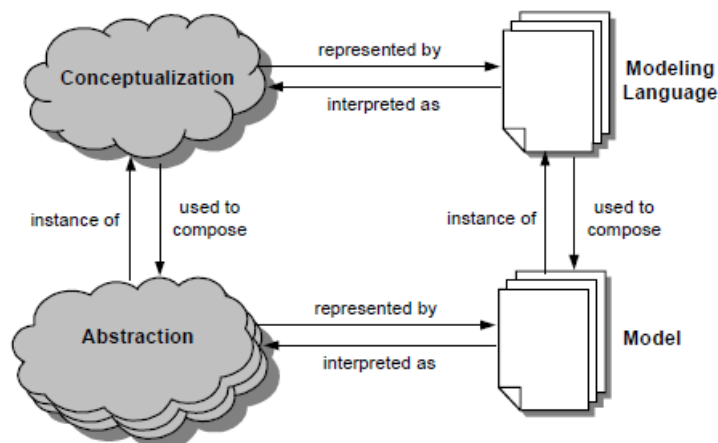 represented by
Conceptualization
Modeling
Language
interpreted as
instance of
used to
compose
instance of
used to
compose
represented by
Abstraction
Model
interpreted as